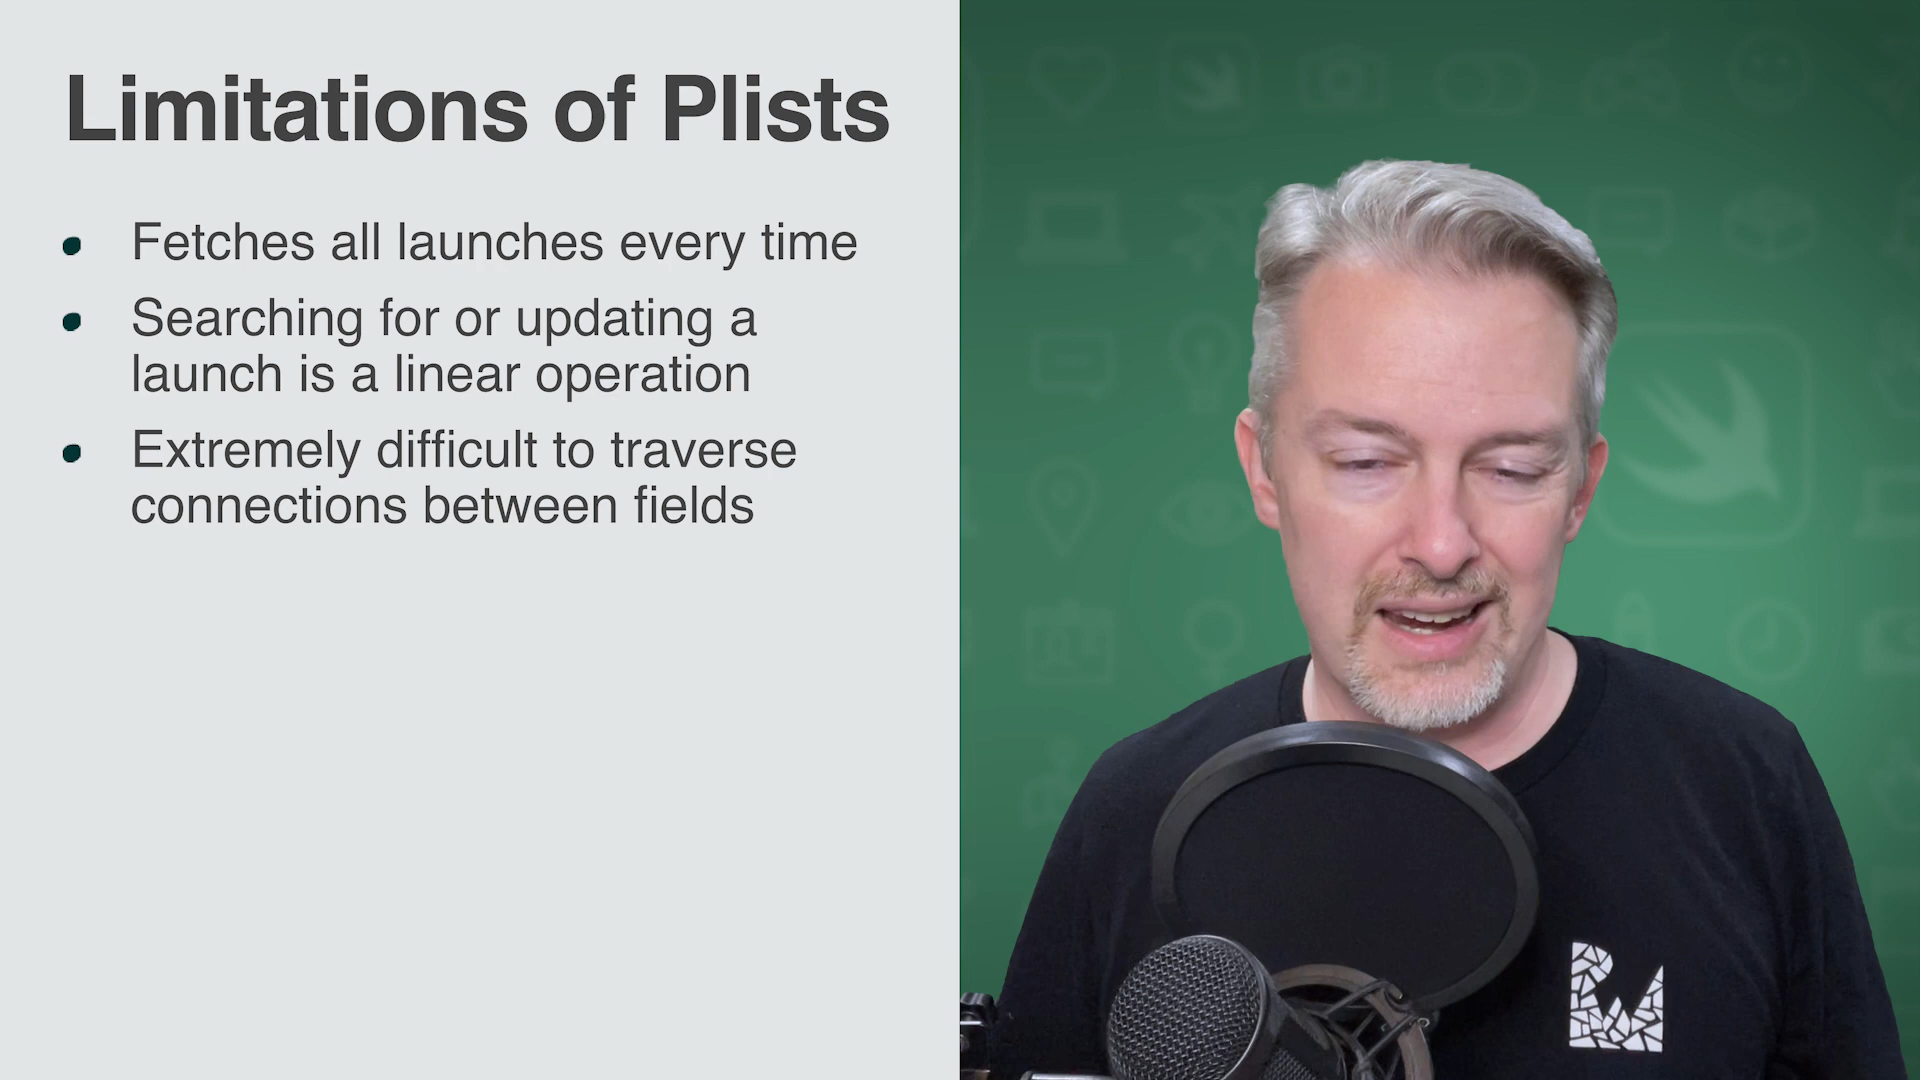 Limitations of Plists
• Fetches all launches every time
• Searching for or updating a
launch is a linear operation
• Extremely difficult to traverse
connections between fields
RW